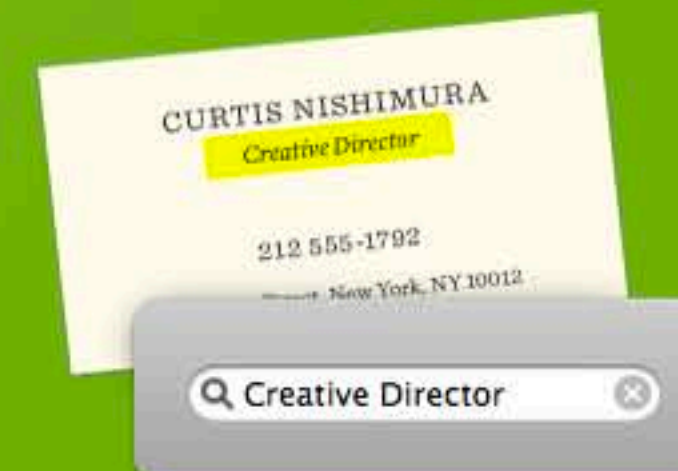 CURTIS NISHIMURA
Creative Director
212 555-1792
New York, NY 10012
Creative Director